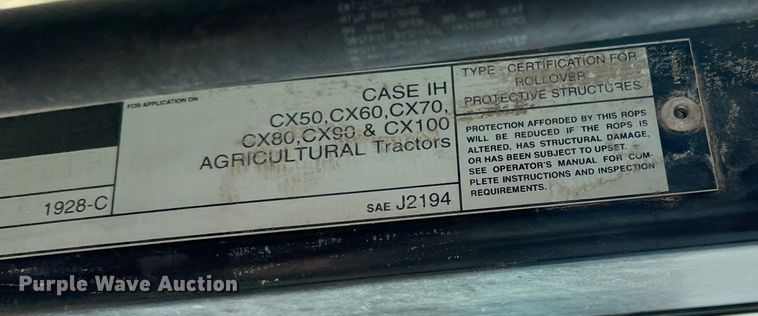 FOR APPLICATION ON
CASE IH
CX50,CX60,CX70,
CX80,CX90 & CX100
AGRICULTURAL Tractors
1928-C
SAE J2194
TYPE - CERTIFICATION FOR
ROLLOVER
PROTECTIVE STRUCTURES
PROTECTION AFFORDED BY THIS ROPS
WILL BE REDUCED IF THE ROPS IS
ALTERED, HAS STRUCTURAL DAMAGE,
OR HAS BEEN SUBJECT TO UPSET.
SEE OPERATOR'S MANUAL FOR COM-
PLETE INSTRUCTIONS AND INSPECTION
REQUIREMENTS.
Purple Wave Auction